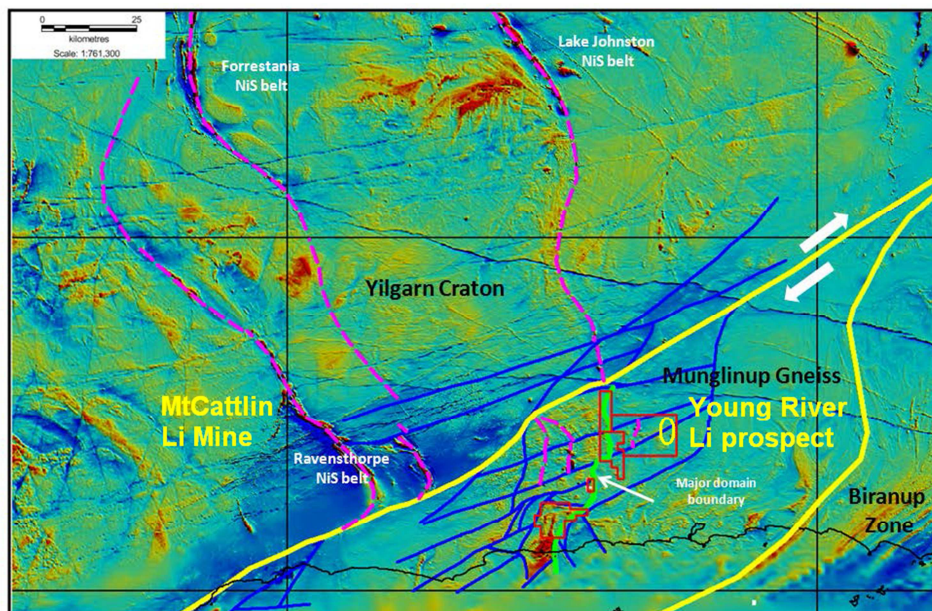 0 25
kilometres
Scale: 1:761,300
Forrestania
NiS belt
Lake Johnston
NiS belt
Yilgarn Craton
Munglinup Gneiss
MtCattlin
Li Mine
Young River
Li prospect
Ravensthorpe
NiS belt
Major domain
boundary
Biranup
Zone